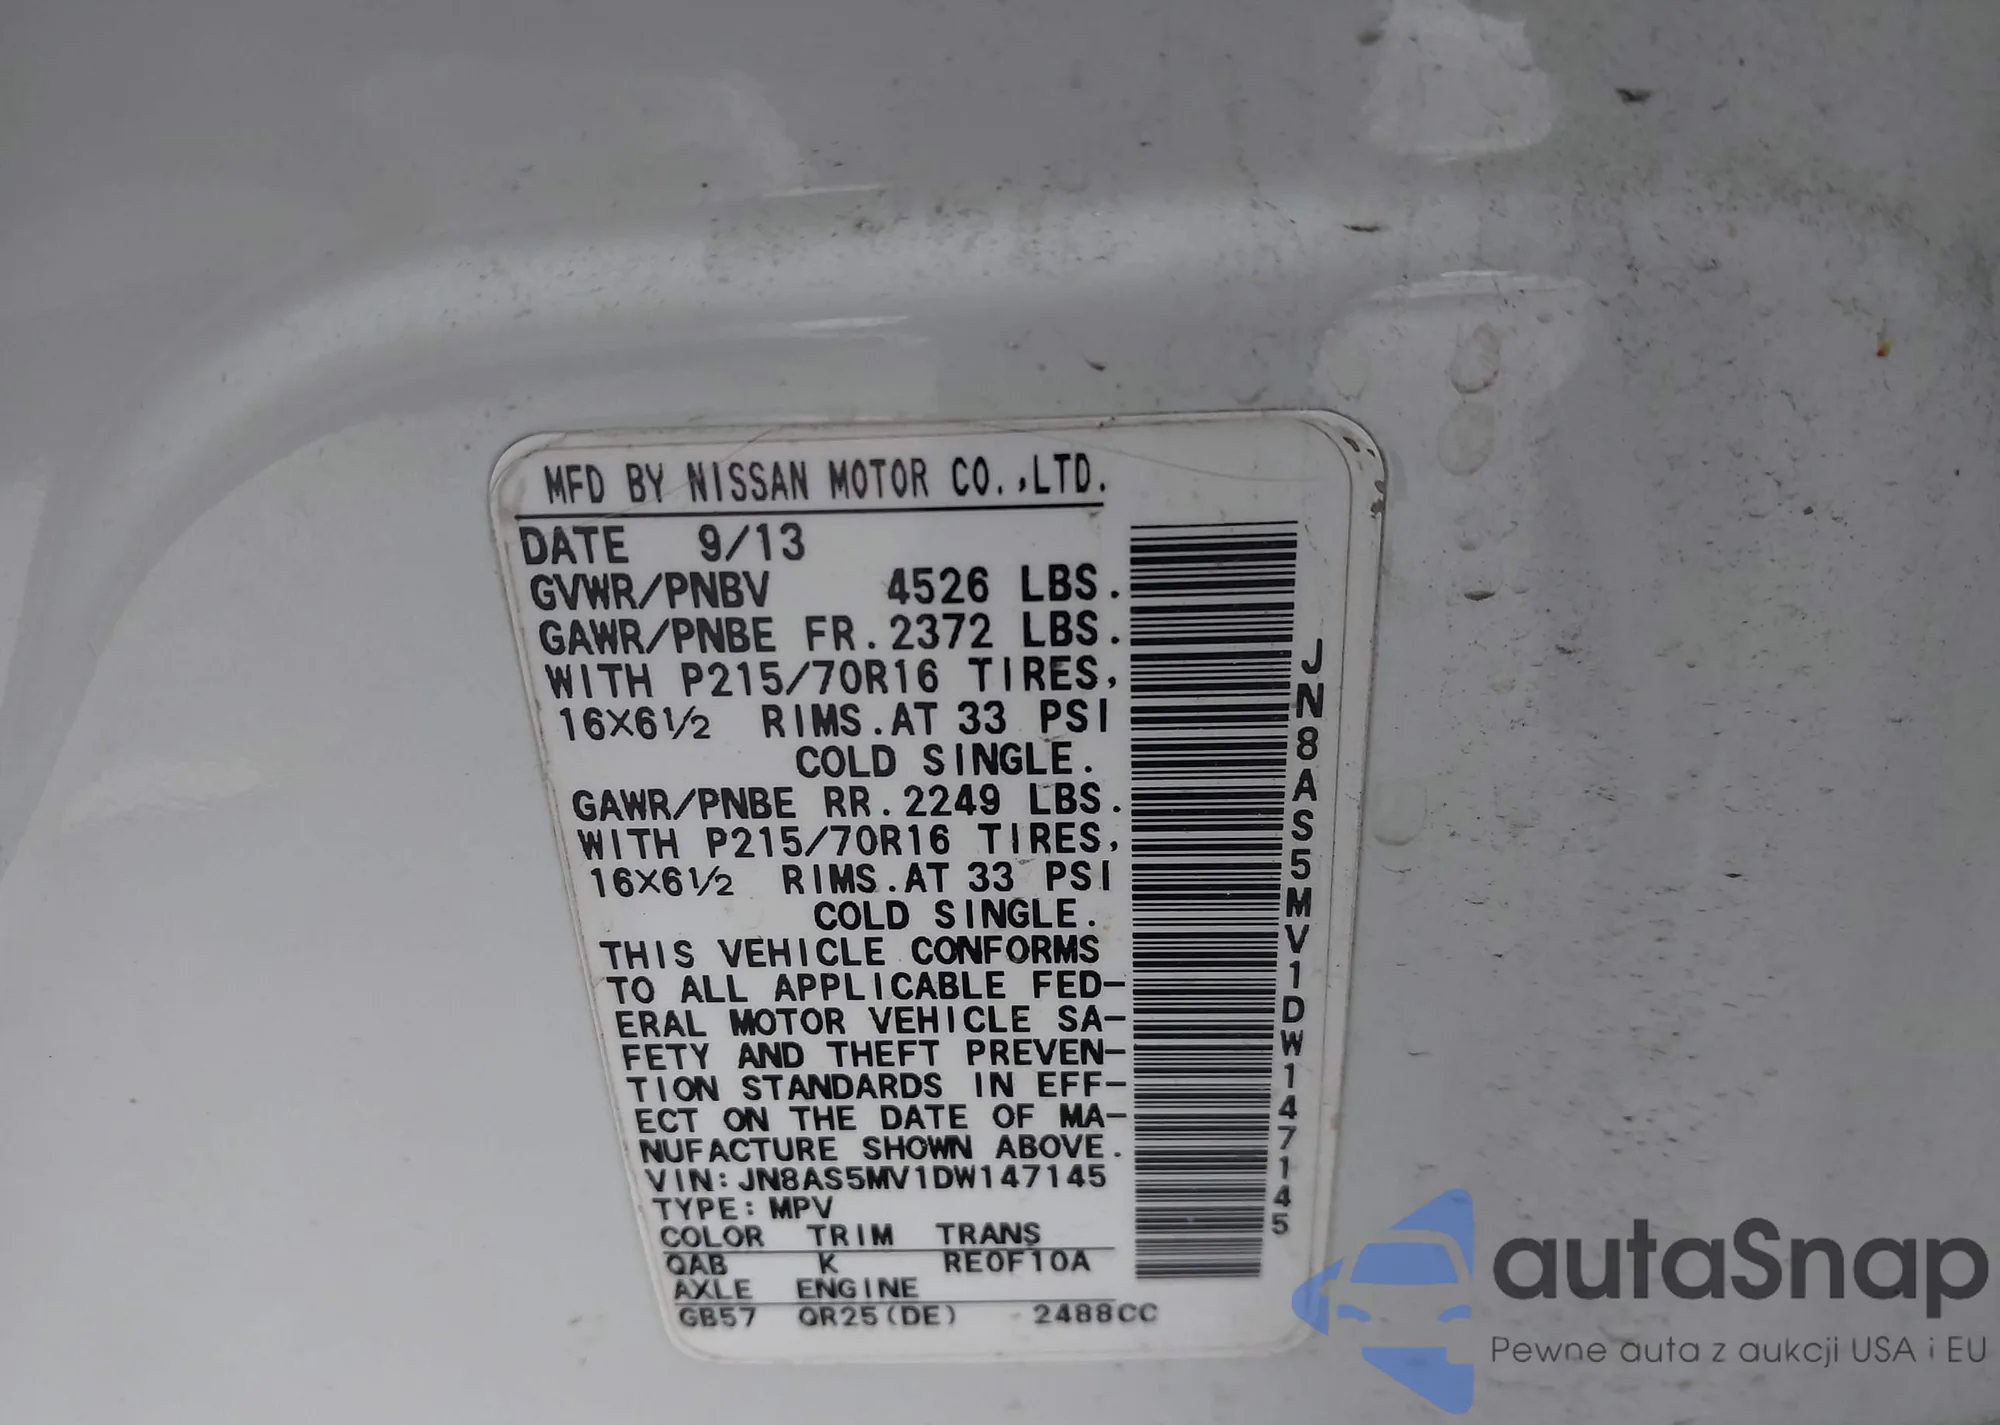 MFD BY NISSAN MOTOR CO.,LTD.
DATE 9/13
GVWR/PNBV 4526 LBS.
GAWR/PNBE FR.2372 LBS.
WITH P215/70R16 TIRES,
16X6½ RIMS.AT 33 PSI
COLD SINGLE.
GAWR/PNBE RR.2249 LBS.
WITH P215/70R16 TIRES,
16X6½ RIMS.AT 33 PSI
COLD SINGLE.
THIS VEHICLE CONFORMS
TO ALL APPLICABLE FED-
ERAL MOTOR VEHICLE SA-
FETY AND THEFT PREVEN-
TION STANDARDS IN EFF-
ECT ON THE DATE OF MA-
NUFACTURE SHOWN ABOVE.
VIN:JN8AS5MV1DW147145
TYPE:MPV
COLOR TRIM TRANS
QAB K RE0F10A
AXLE ENGINE
GB57 QR25(DE) 2488CC
JN8AS5MV1DW147145
autaSnap
Pewne auta z aukcji USA i EU